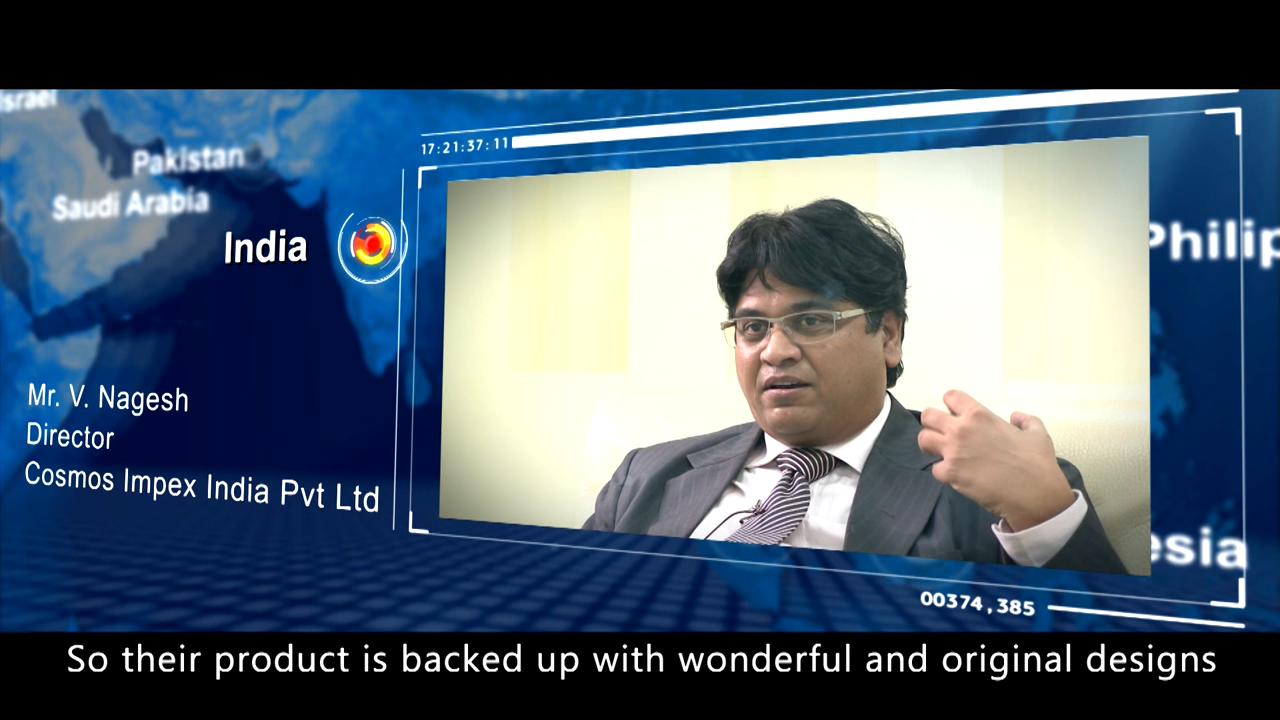 Israel
Pakistan
Saudi Arabia
India
17:21:37:11
Mr. V. Nagesh
Director
Cosmos Impex India Pvt Ltd
Philip
esia
00374,385
So their product is backed up with wonderful and original designs